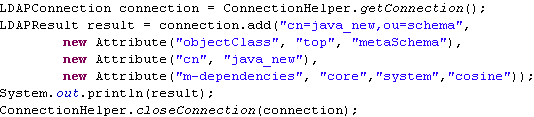 LDAPConnection connection = ConnectionHelper.getConnection();
LDAPResult result = connection.add("cn=java_new,ou=schema",
new Attribute("objectClass", "top", "metaSchema"),
new Attribute("cn", "java_new"),
new Attribute("m-dependencies", "core","system","cosine"));
System.out.println(result);
ConnectionHelper.closeConnection(connection);